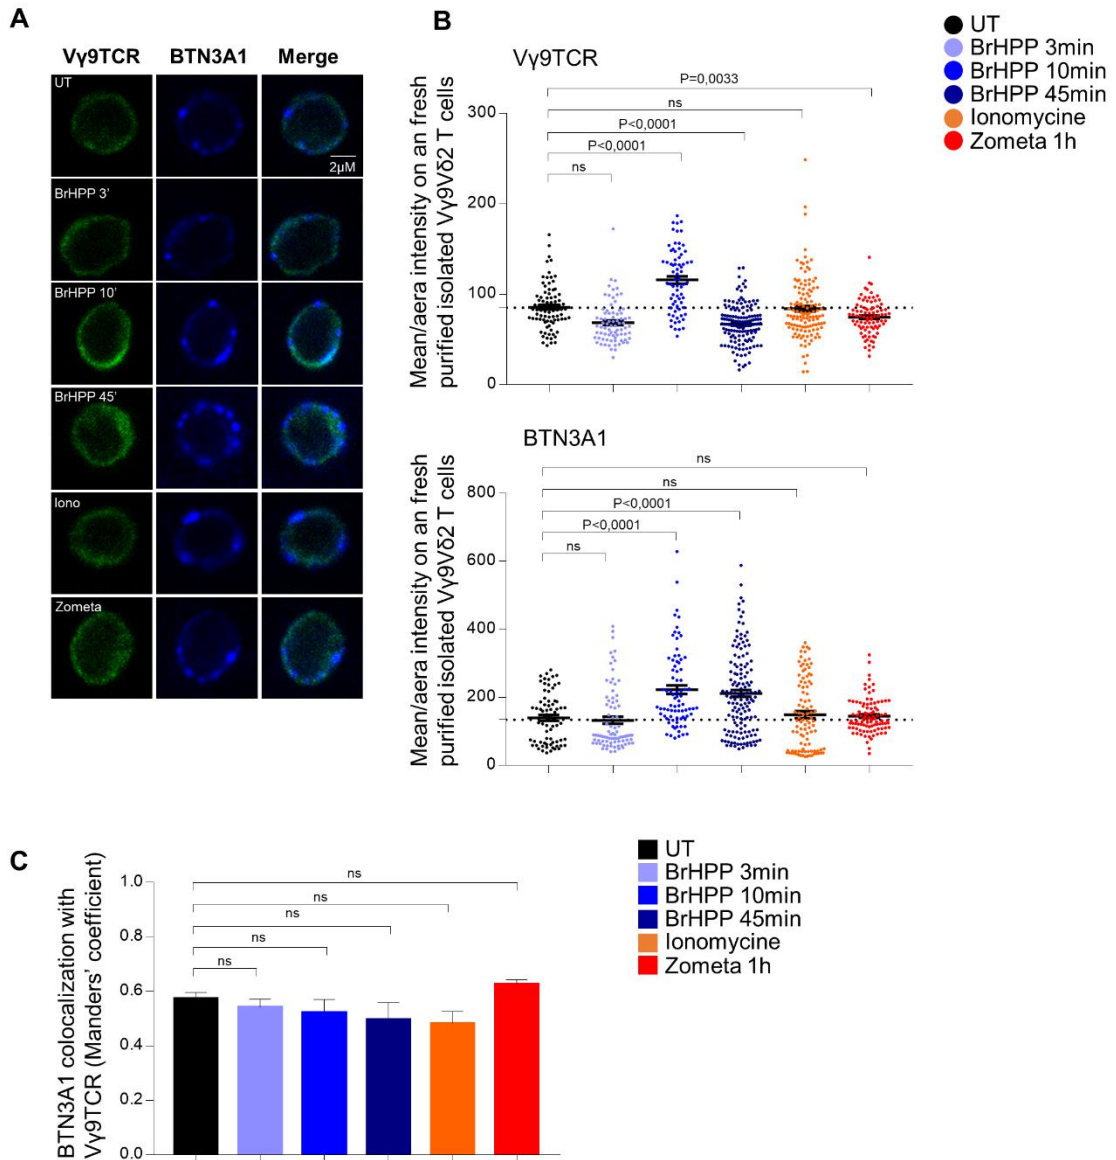 A
Vγ9TCR BTN3A1 Merge
UT
2μM
BrHPP 3'
BrHPP 10'
BrHPP 45'
Iono
Zometa
B
UT
BrHPP 3min
BrHPP 10min
BrHPP 45min
Ionomycine
Zometa 1h
Vγ9TCR
Mean/aera intensity on an fresh
purified isolated Vγ9Vδ2 T cells
300
200
100
0
P=0,0033
ns
P<0,0001
P<0,0001
ns
BTN3A1
Mean/aera intensity on an fresh
purified isolated Vγ9Vδ2 T cells
800
600
400
200
0
ns
ns
P<0,0001
P<0,0001
ns
C
BTN3A1 colocalization with
Vγ9TCR (Manders' coefficient)
1.0
0.8
0.6
0.4
0.2
0.0
ns
ns
ns
ns
ns
UT
BrHPP 3min
BrHPP 10min
BrHPP 45min
Ionomycine
Zometa 1h